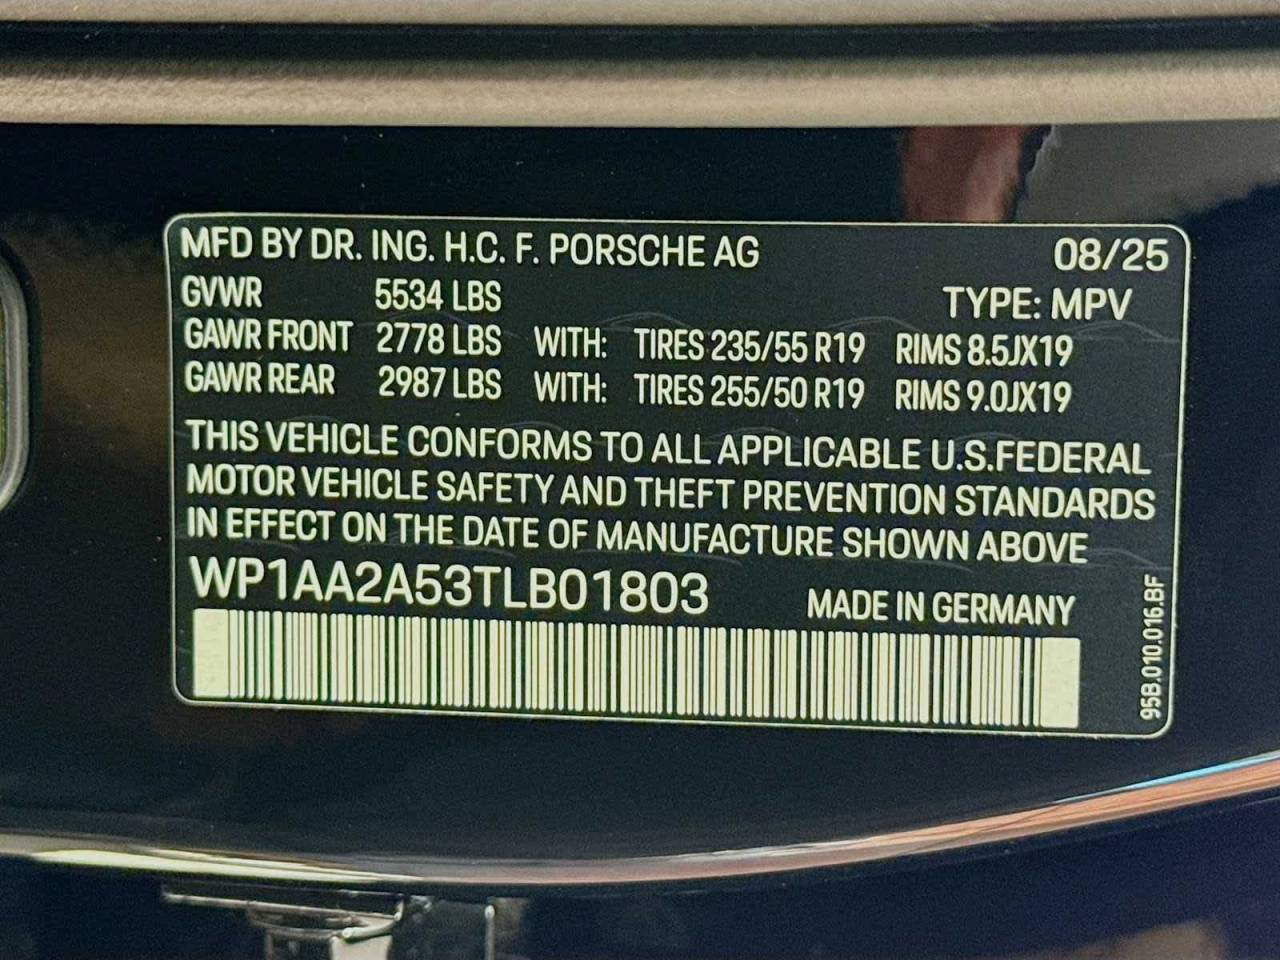 MFD BY DR. ING. H.C. F. PORSCHE AG 08/25
GVWR 5534 LBS TYPE: MPV
GAWR FRONT 2778 LBS WITH: TIRES 235/55 R19 RIMS 8.5JX19
GAWR REAR 2987 LBS WITH: TIRES 255/50 R19 RIMS 9.0JX19
THIS VEHICLE CONFORMS TO ALL APPLICABLE U.S.FEDERAL
MOTOR VEHICLE SAFETY AND THEFT PREVENTION STANDARDS
IN EFFECT ON THE DATE OF MANUFACTURE SHOWN ABOVE
WP1AA2A53TLB01803 MADE IN GERMANY
95B.010.016.BF